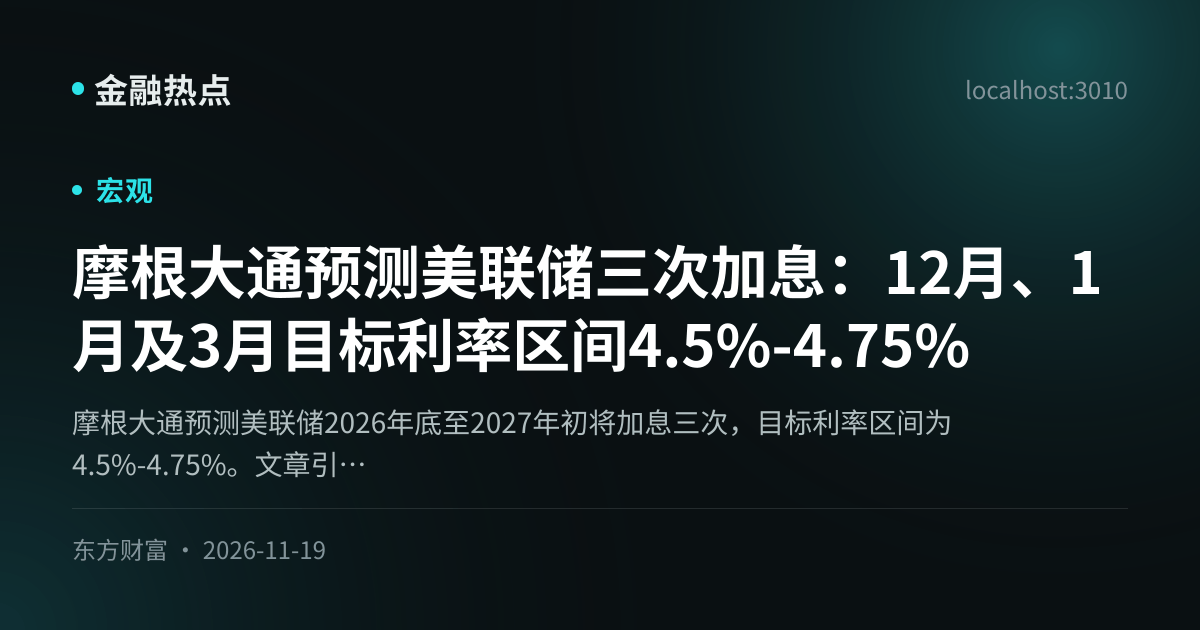 金融热点
localhost:3010
宏观
摩根大通预测美联储三次加息：12月、1
月及3月目标利率区间4.5%-4.75%
摩根大通预测美联储2026年底至2027年初将加息三次，目标利率区间为
4.5%-4.75%。文章引…
东方财富 · 2026-11-19